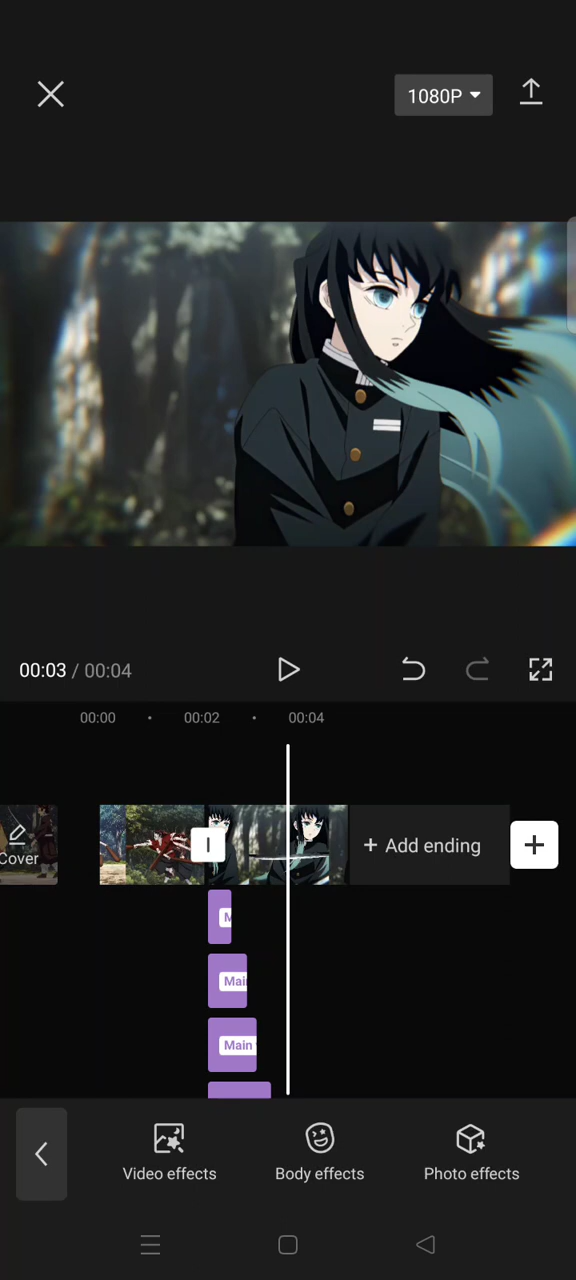 1080P
00:03 / 00:04
00:00 • 00:02 • 00:04
Cover
+ Add ending
Mai
Main
Video effects
Body effects
Photo effects